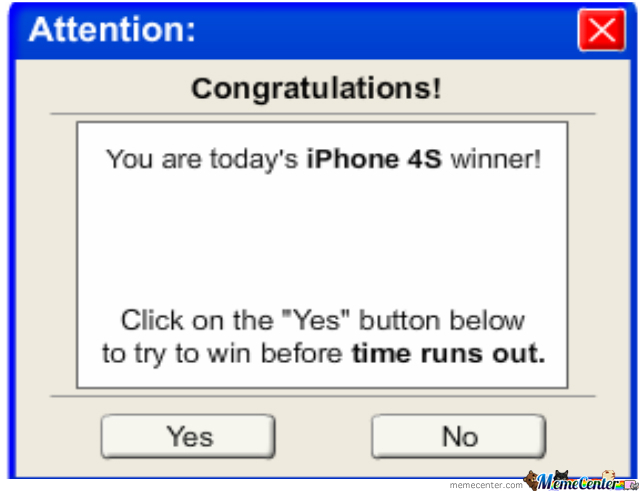 Attention:
Congratulations!
You are today's iPhone 4S winner!
Click on the "Yes" button below
to try to win before time runs out.
Yes
No
memecenter.com
MemeCenter